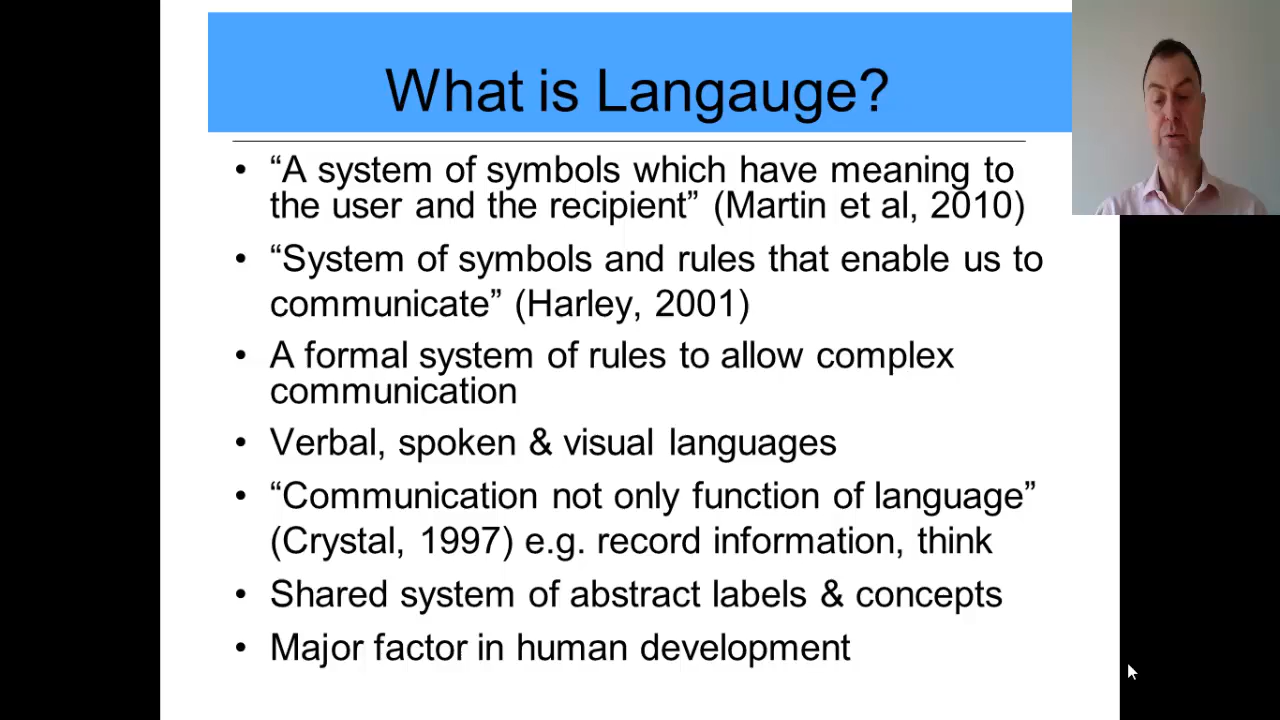 What is Langauge?
• “A system of symbols which have meaning to
the user and the recipient” (Martin et al, 2010)
• “System of symbols and rules that enable us to
communicate” (Harley, 2001)
• A formal system of rules to allow complex
communication
• Verbal, spoken & visual languages
• “Communication not only function of language”
(Crystal, 1997) e.g. record information, think
• Shared system of abstract labels & concepts
• Major factor in human development